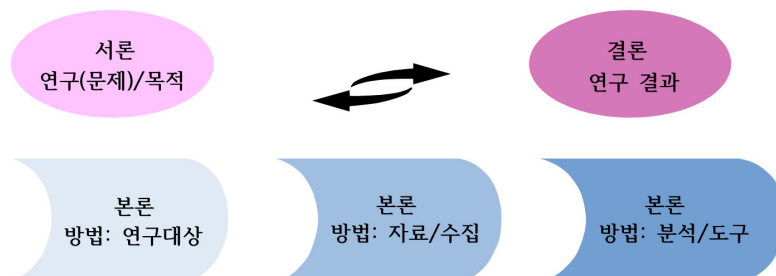 서론
연구(문제)/목적
결론
연구 결과
본론
방법: 연구대상
본론
방법: 자료/수집
본론
방법: 분석/도구